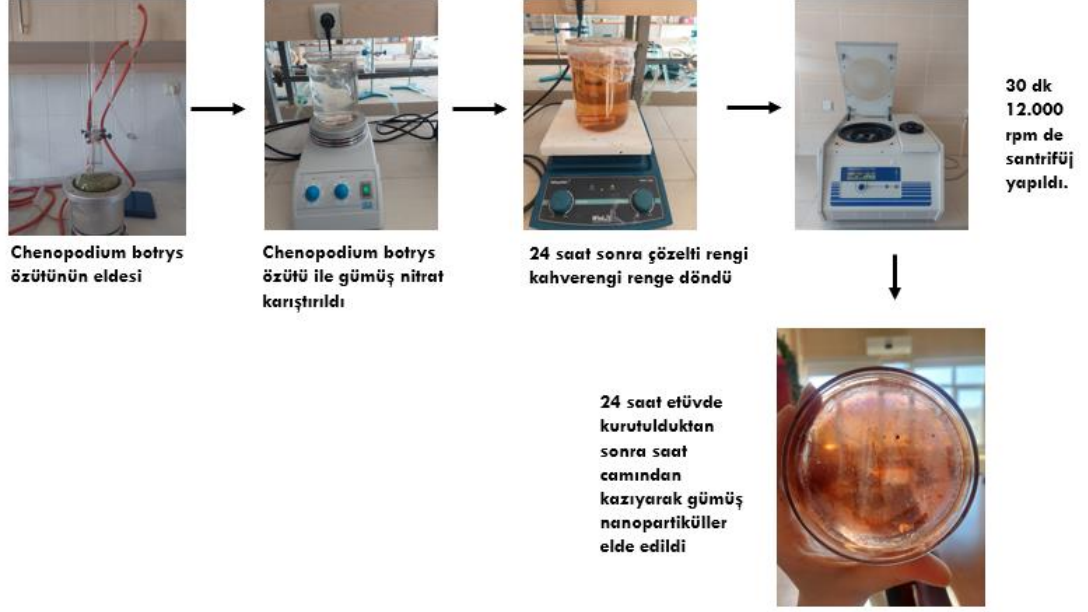 Chenopodium botrys
özütünün eldesi
Chenopodium botrys
özütü ile gümüş nitrat
karıştırıldı
24 saat sonra çözelti rengi
kahverengi renge döndü
30 dk
12.000
rpm de
santrifüj
yapıldı.
24 saat etüvde
kurutulduktan
sonra saat
camından
kazıyarak gümüş
nanopartiküller
elde edildi